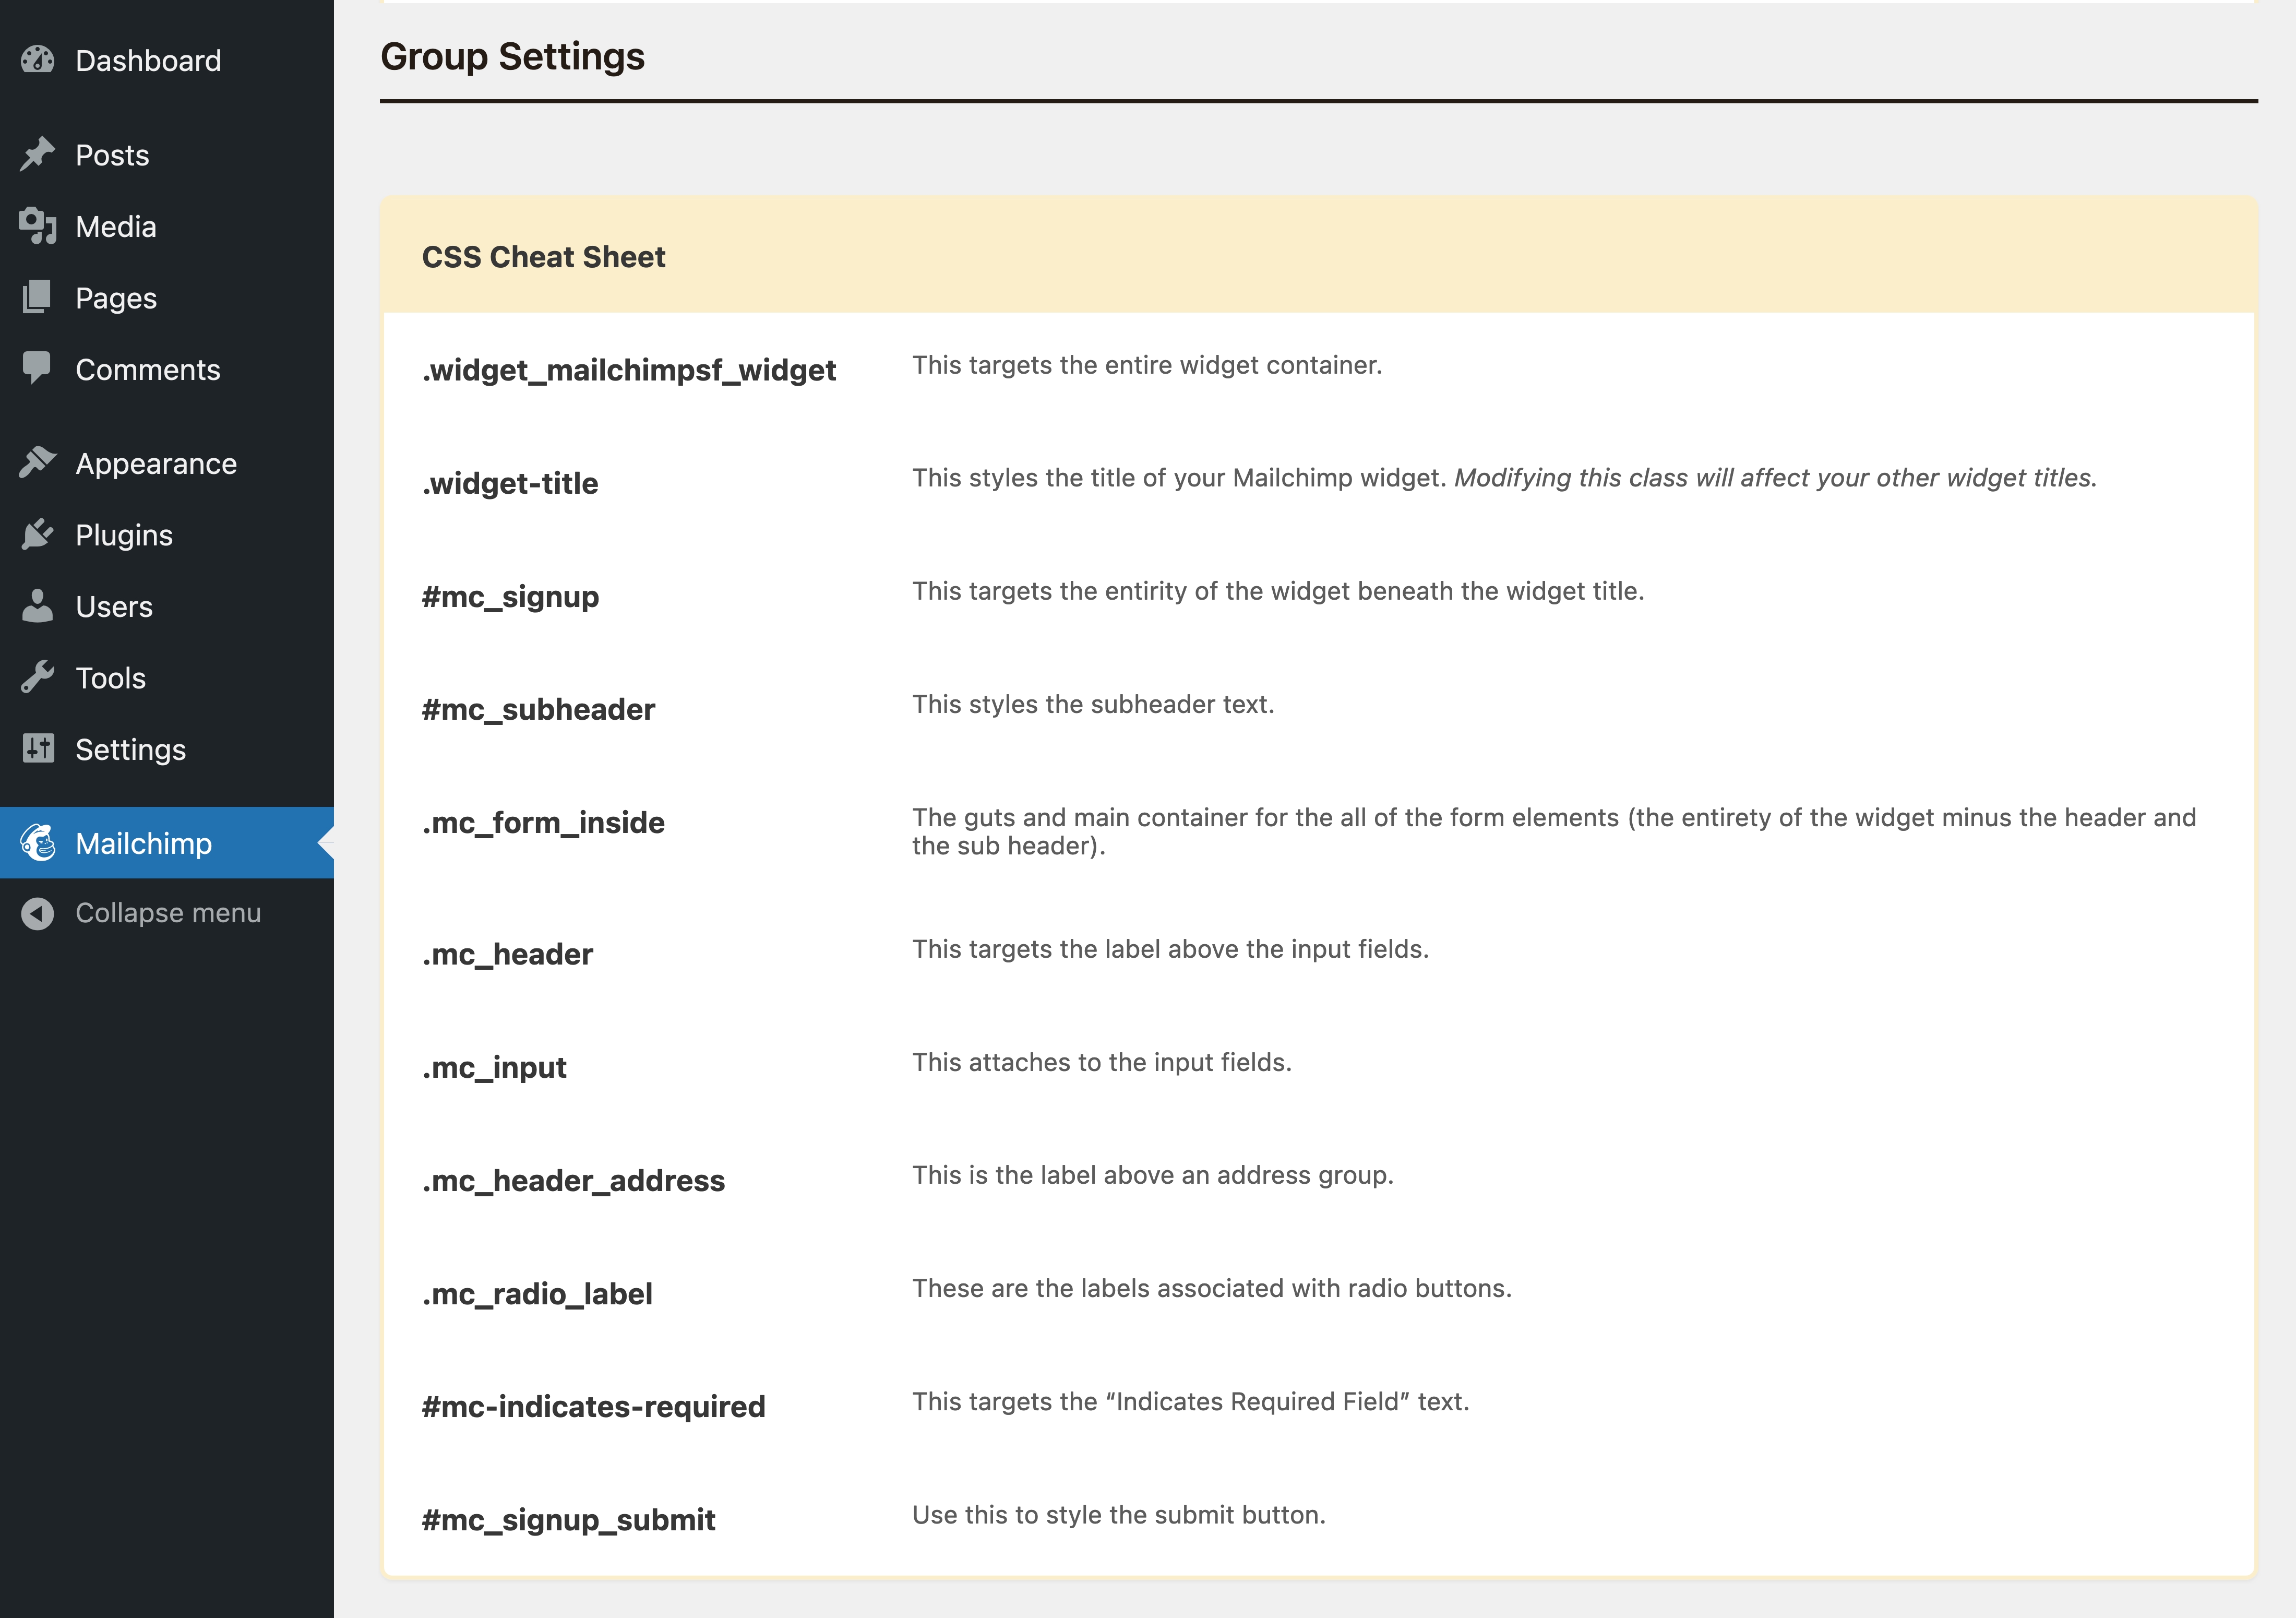 Dashboard
Posts
Media
Pages
Comments
Appearance
Plugins
Users
Tools
Settings
Mailchimp
Collapse menu
Group Settings
CSS Cheat Sheet
.widget_mailchimpsf_widget This targets the entire widget container.
.widget-title This styles the title of your Mailchimp widget. Modifying this class will affect your other widget titles.
#mc_signup This targets the entirity of the widget beneath the widget title.
#mc_subheader This styles the subheader text.
.mc_form_inside The guts and main container for the all of the form elements (the entirety of the widget minus the header and
the sub header).
.mc_header This targets the label above the input fields.
.mc_input This attaches to the input fields.
.mc_header_address This is the label above an address group.
.mc_radio_label These are the labels associated with radio buttons.
#mc-indicates-required This targets the “Indicates Required Field” text.
#mc_signup_submit Use this to style the submit button.